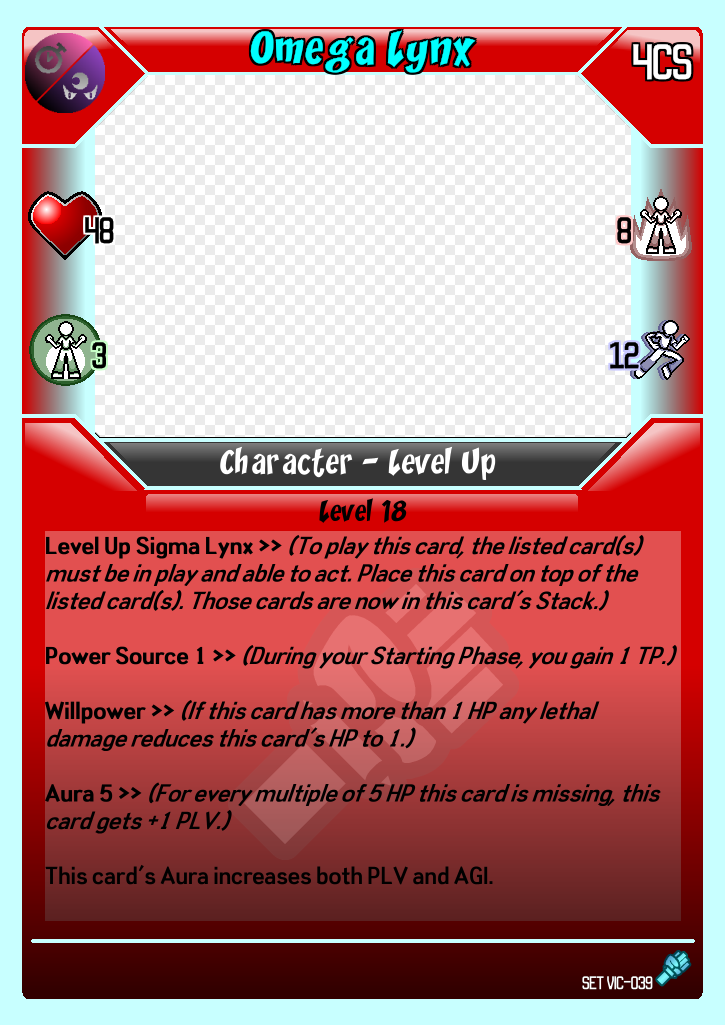 Omega Lynx
4CS
48
8
3
12
Character - Level Up
Level 18
Level Up Sigma Lynx >> (To play this card, the listed card(s)
must be in play and able to act. Place this card on top of the
listed card(s). Those cards are now in this card's Stack.)
Power Source 1 >> (During your Starting Phase, you gain 1 TP.)
Willpower >> (If this card has more than 1 HP any lethal
damage reduces this card's HP to 1.)
Aura 5 >> (For every multiple of 5 HP this card is missing, this
card gets +1 PLV.)
This card's Aura increases both PLV and AGI.
SET VIC-039